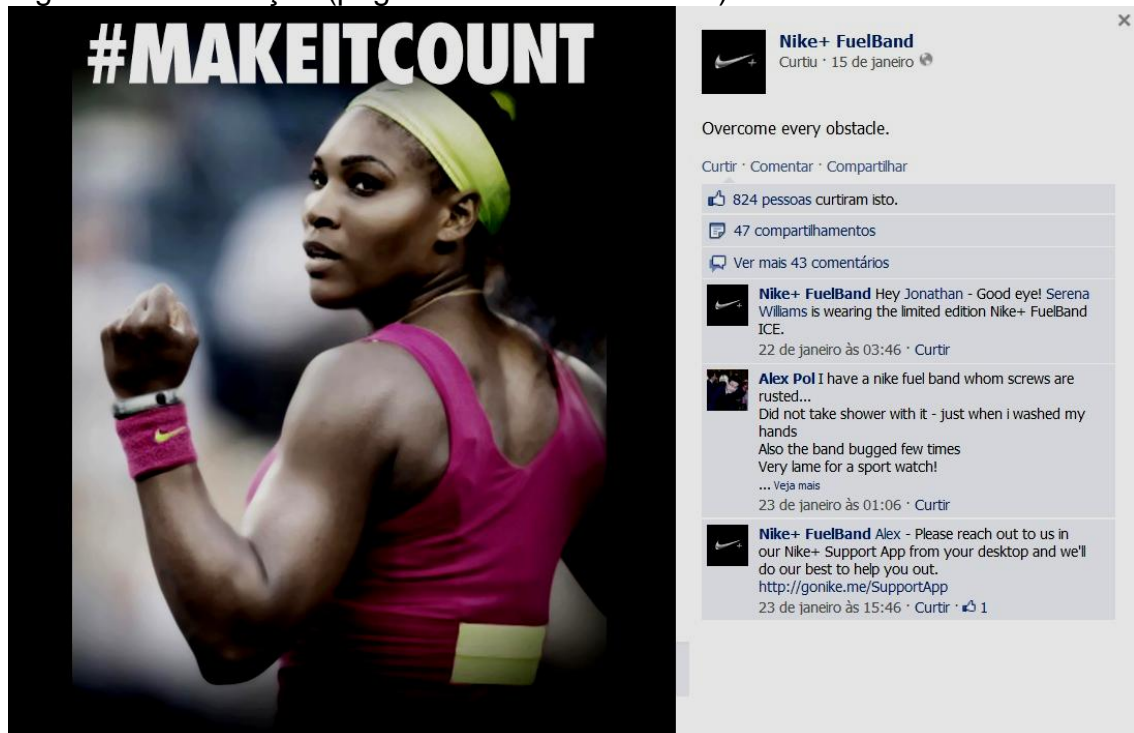 #MAKEITCOUNT
Nike+ FuelBand
Curtiu · 15 de janeiro
Overcome every obstacle.
Curtir · Comentar · Compartilhar
824 pessoas curtiram isto.
47 compartilhamentos
Ver mais 43 comentários
Nike+ FuelBand Hey Jonathan - Good eye! Serena
Williams is wearing the limited edition Nike+ FuelBand
ICE.
22 de janeiro às 03:46 · Curtir
Alex Pol I have a nike fuel band whom screws are
rusted...
Did not take shower with it - just when i washed my
hands
Also the band bugged few times
Very lame for a sport watch!
... Veja mais
23 de janeiro às 01:06 · Curtir
Nike+ FuelBand Alex - Please reach out to us in
our Nike+ Support App from your desktop and we'll
do our best to help you out.
http://gonike.me/SupportApp
23 de janeiro às 15:46 · Curtir · 1